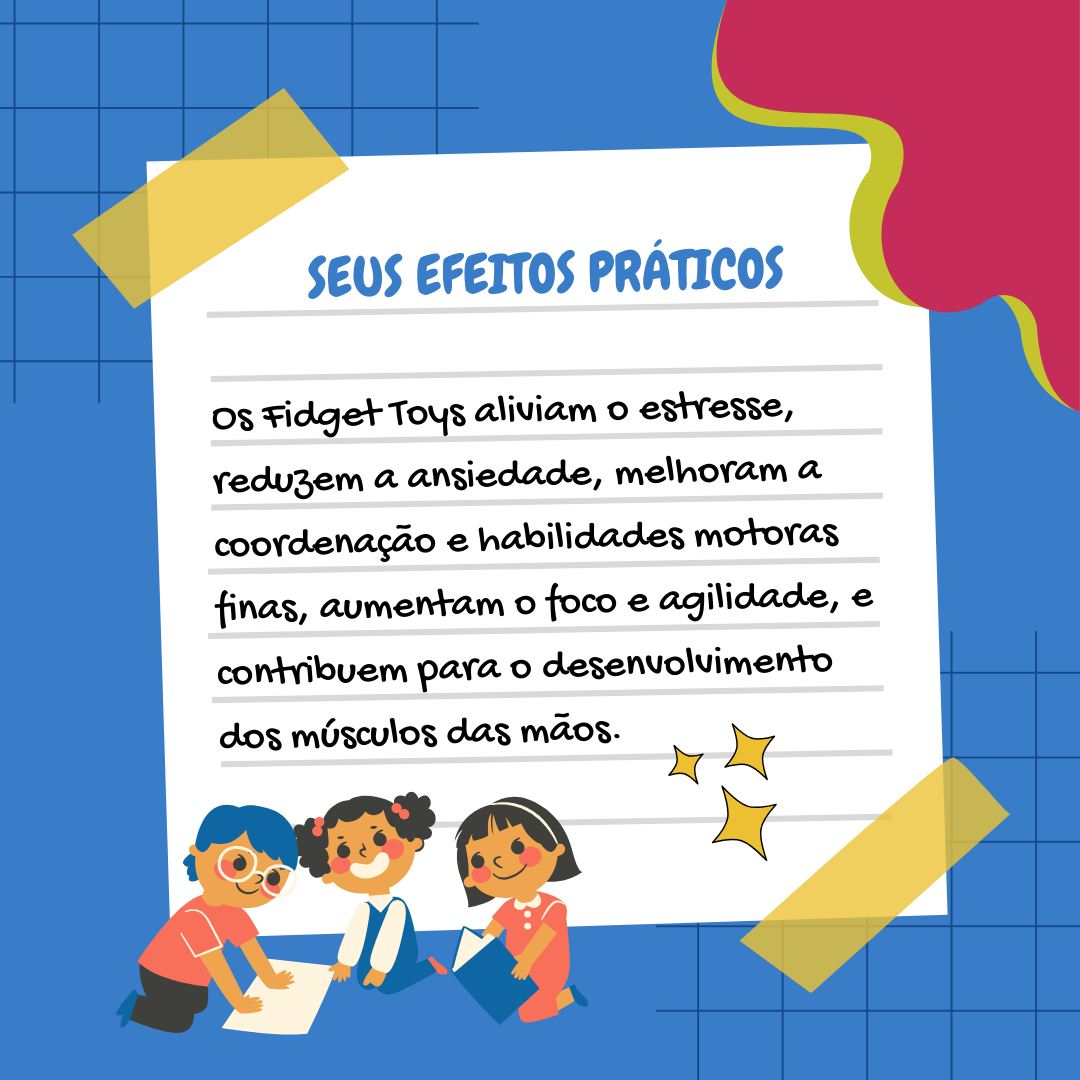 SEUS EFEITOS PRÁTICOS
Os Fidget Toys aliviam o estresse,
reduzem a ansiedade, melhoram a
coordenação e habilidades motoras
finas, aumentam o foco e agilidade, e
contribuem para o desenvolvimento
dos músculos das mãos.